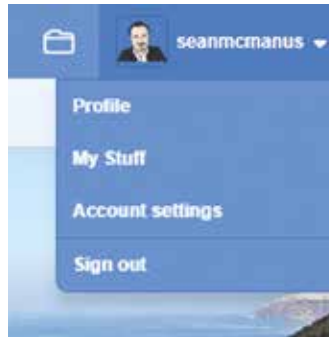 seanmcmanus
Profile
My Stuff
Account settings
Sign out